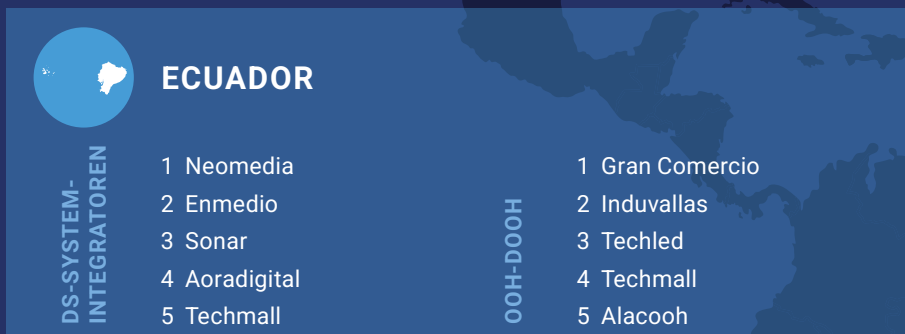 ECUADOR
DS-SYSTEM-
INTEGRATOREN
1 Neomedia
2 Enmedio
3 Sonar
4 Aoradigital
5 Techmall
OOH-DOOH
1 Gran Comercio
2 Induvallas
3 Techled
4 Techmall
5 Alacooh